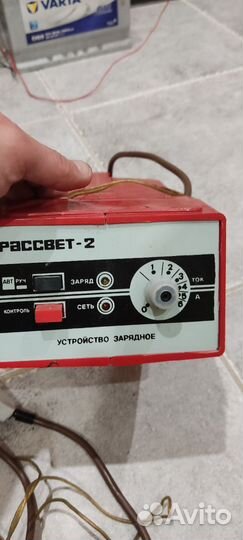 VARTA
РАССВЕТ-2
АВТ РУЧ
ЗАРЯД
1 2 3 4 5 6
ТОК
А
КОНТРОЛЬ
СЕТЬ
0
УСТРОЙСТВО ЗАРЯДНОЕ
Avito